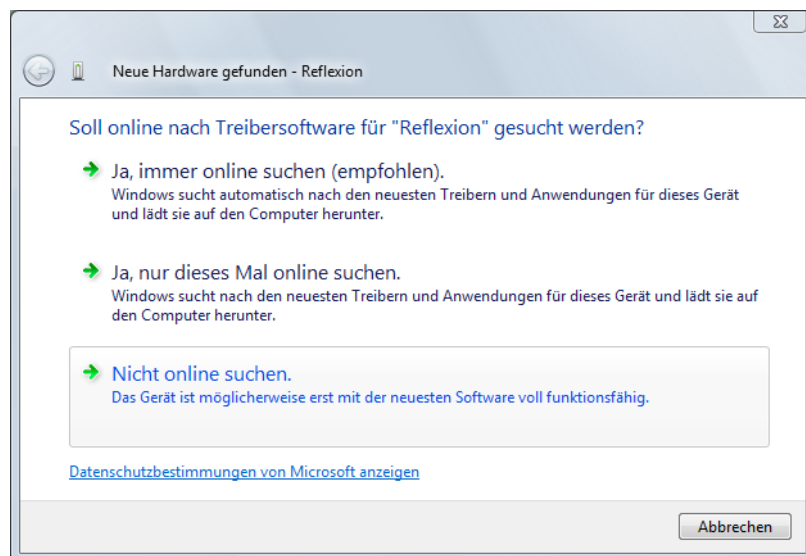 Neue Hardware gefunden - Reflexion
Soll online nach Treibersoftware für "Reflexion" gesucht werden?
Ja, immer online suchen (empfohlen).
Windows sucht automatisch nach den neuesten Treibern und Anwendungen für dieses Gerät
und lädt sie auf den Computer herunter.
Ja, nur dieses Mal online suchen.
Windows sucht nach den neuesten Treibern und Anwendungen für dieses Gerät und lädt sie auf
den Computer herunter.
Nicht online suchen.
Das Gerät ist möglicherweise erst mit der neuesten Software voll funktionsfähig.
Datenschutzbestimmungen von Microsoft anzeigen
Abbrechen